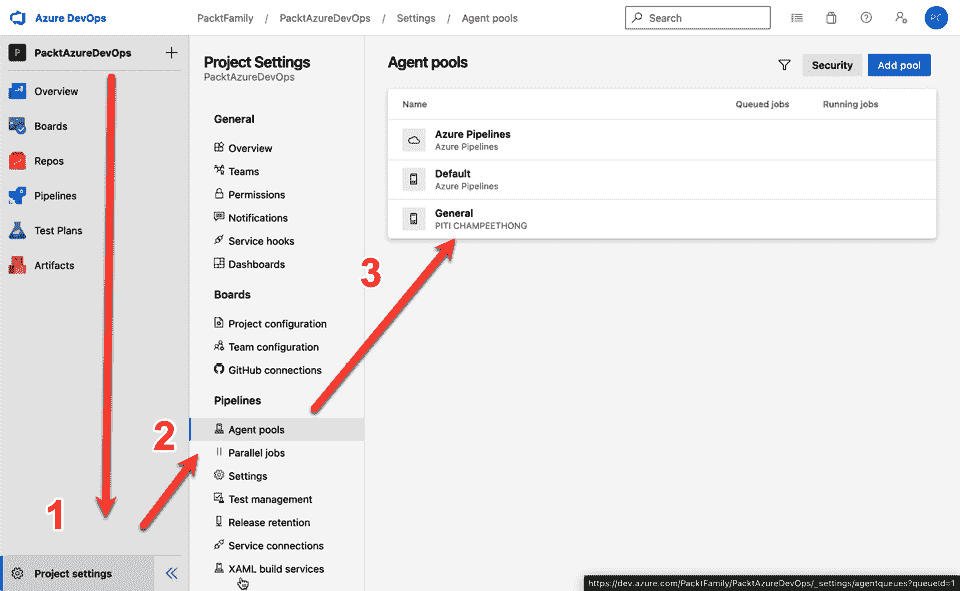 Azure DevOps
PacktFamily / PacktAzureDevOps / Settings / Agent pools
Search
PC
P PacktAzureDevOps
Overview
Boards
Repos
Pipelines
Test Plans
Artifacts
1
Project settings
Project Settings
PacktAzureDevOps
General
Overview
Teams
Permissions
Notifications
Service hooks
Dashboards
Boards
Project configuration
Team configuration
GitHub connections
Pipelines
2
Agent pools
Parallel jobs
Settings
Test management
Release retention
Service connections
XAML build services
Agent pools
Security
Add pool
Name Queued jobs Running jobs
Azure Pipelines
Azure Pipelines
Default
Azure Pipelines
General
PITI CHAMPEETHONG
3
https://dev.azure.com/PacktFamily/PacktAzureDevOps/_settings/agentqueues?queueId=1